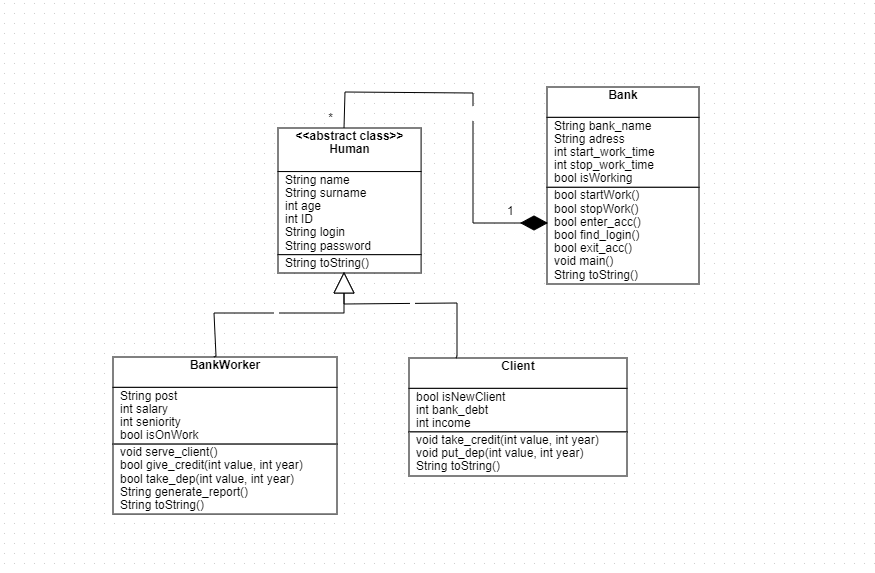 *
<<abstract class>>
Human
String name
String surname
int age
int ID
String login
String password
String toString()
1
Bank
String bank_name
String adress
int start_work_time
int stop_work_time
bool isWorking
bool startWork()
bool stopWork()
bool enter_acc()
bool find_login()
bool exit_acc()
void main()
String toString()
BankWorker
String post
int salary
int seniority
bool isOnWork
void serve_client()
bool give_credit(int value, int year)
bool take_dep(int value, int year)
String generate_report()
String toString()
Client
bool isNewClient
int bank_debt
int income
void take_credit(int value, int year)
void put_dep(int value, int year)
String toString()